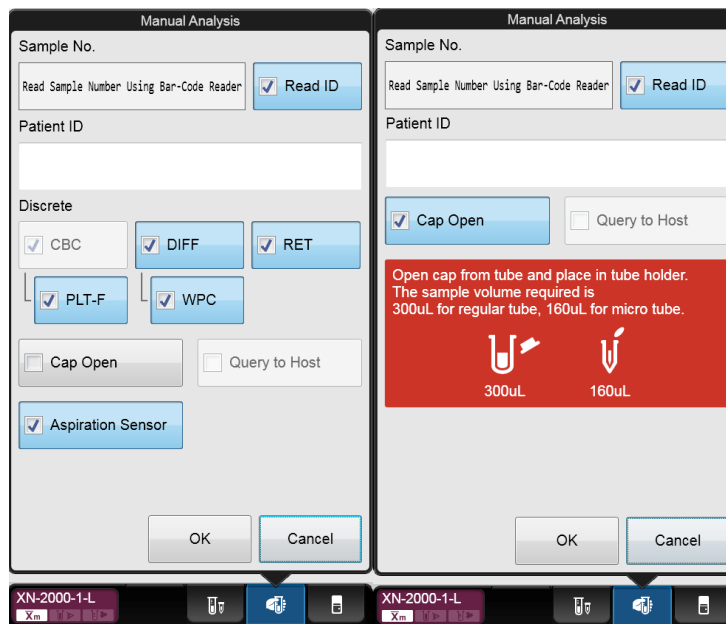 Manual Analysis
Sample No.
Read Sample Number Using Bar-Code Reader
Read ID
Patient ID
Discrete
CBC
DIFF
RET
PLT-F
WPC
Cap Open
Query to Host
Aspiration Sensor
OK
Cancel
XN-2000-1-L
Xm
Manual Analysis
Sample No.
Read Sample Number Using Bar-Code Reader
Read ID
Patient ID
Cap Open
Query to Host
Open cap from tube and place in tube holder.
The sample volume required is
300uL for regular tube, 160uL for micro tube.
300uL
160uL
OK
Cancel
XN-2000-1-L
Xm